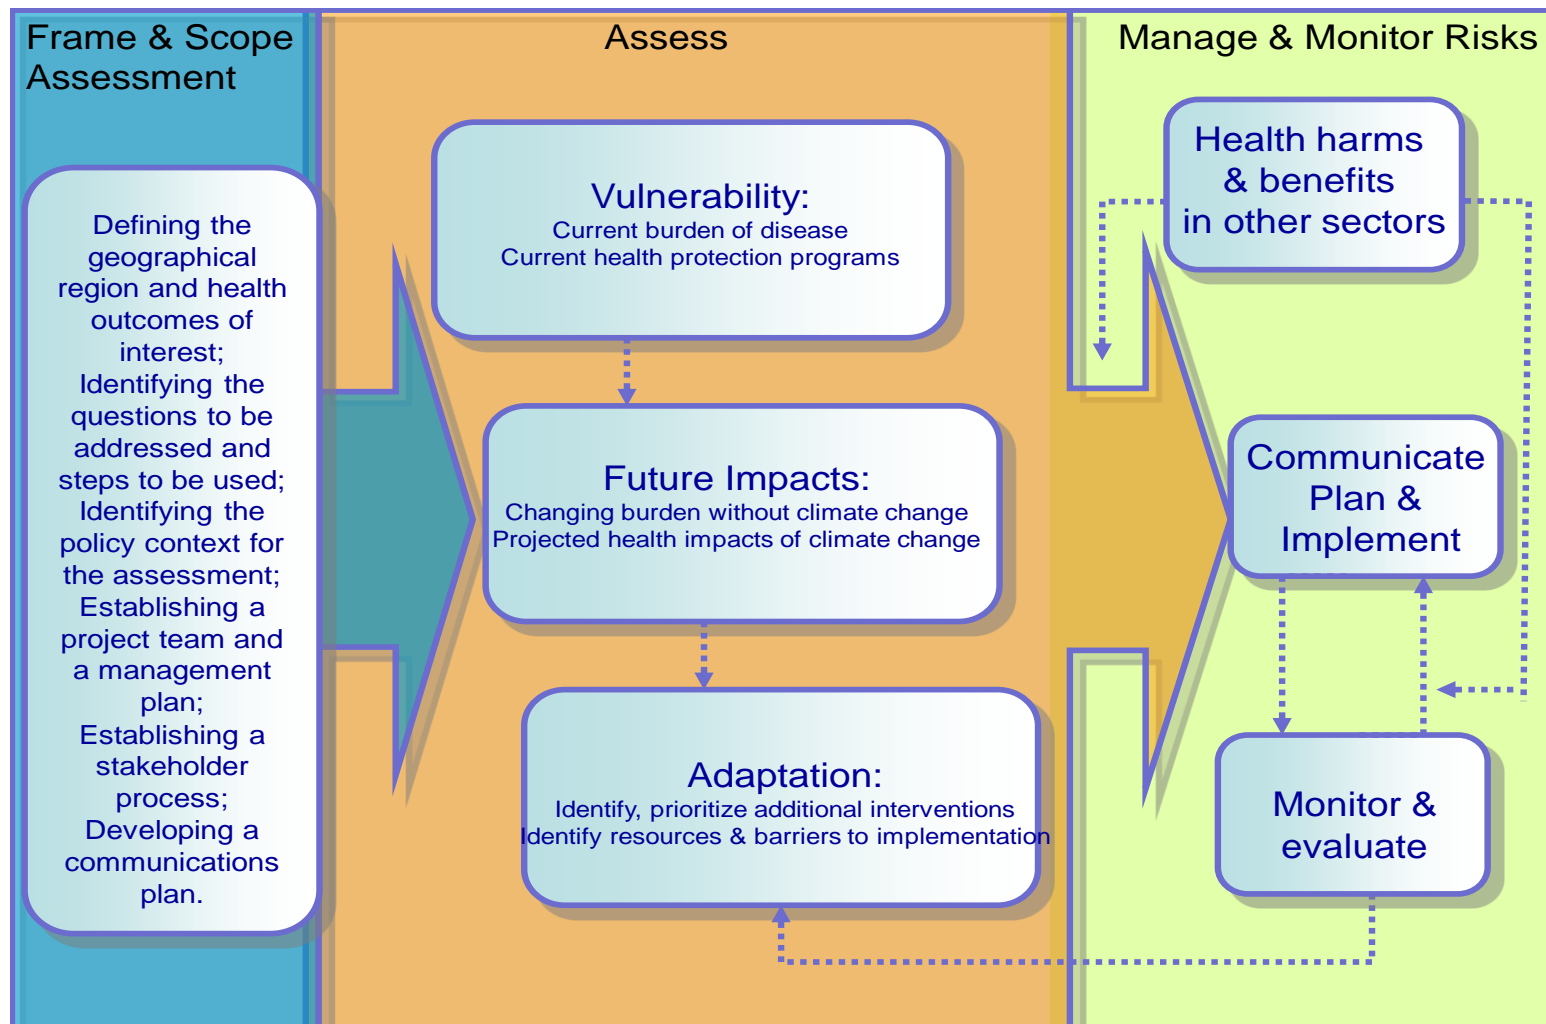 Frame & Scope
Assessment
Defining the
geographical
region and health
outcomes of
interest;
Identifying the
questions to be
addressed and
steps to be used;
Identifying the
policy context for
the assessment;
Establishing a
project team and
a management
plan;
Establishing a
stakeholder
process;
Developing a
communications
plan.
Assess
Vulnerability:
Current burden of disease
Current health protection programs
Future Impacts:
Changing burden without climate change
Projected health impacts of climate change
Adaptation:
Identify, prioritize additional interventions
Identify resources & barriers to implementation
Manage & Monitor Risks
Health harms
& benefits
in other sectors
Communicate
Plan &
Implement
Monitor &
evaluate